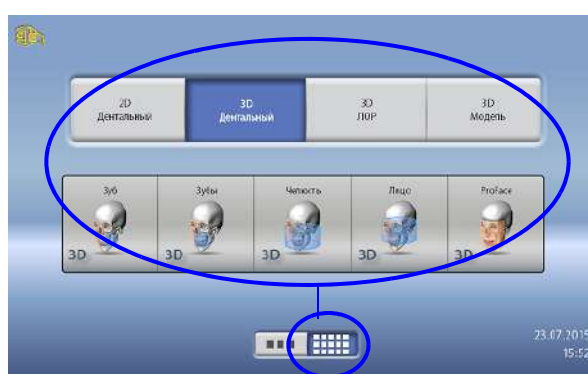 2D
Дентальный
3D
Дентальный
3D
ЛОР
3D
Модель
Зуб
Зубы
Челюсть
Лицо
ProFace
3D
3D
3D
3D
3D
23.07.2015
15:52